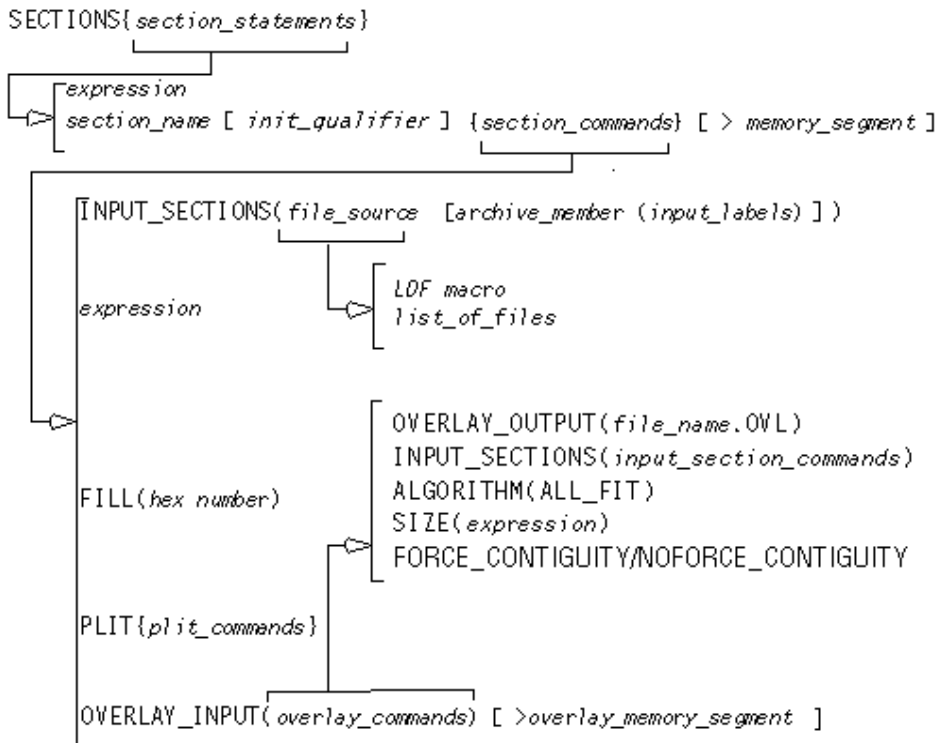 SECTIONS{section_statements}
expression
section_name [ init_qualifier ] {section_commands} [ > memory_segment ]
INPUT_SECTIONS(file_source [archive_member (input_labels) ])
LDF macro
list_of_files
expression
OVERLAY_OUTPUT(file_name.OVL)
INPUT_SECTIONS(input_section_commands)
ALGORITHM(ALL_FIT)
SIZE(expression)
FORCE_CONTIGUITY/NOFORCE_CONTIGUITY
FILL(hex number)
PLIT{plit_commands}
OVERLAY_INPUT(overlay_commands) [ >overlay_memory_segment ]